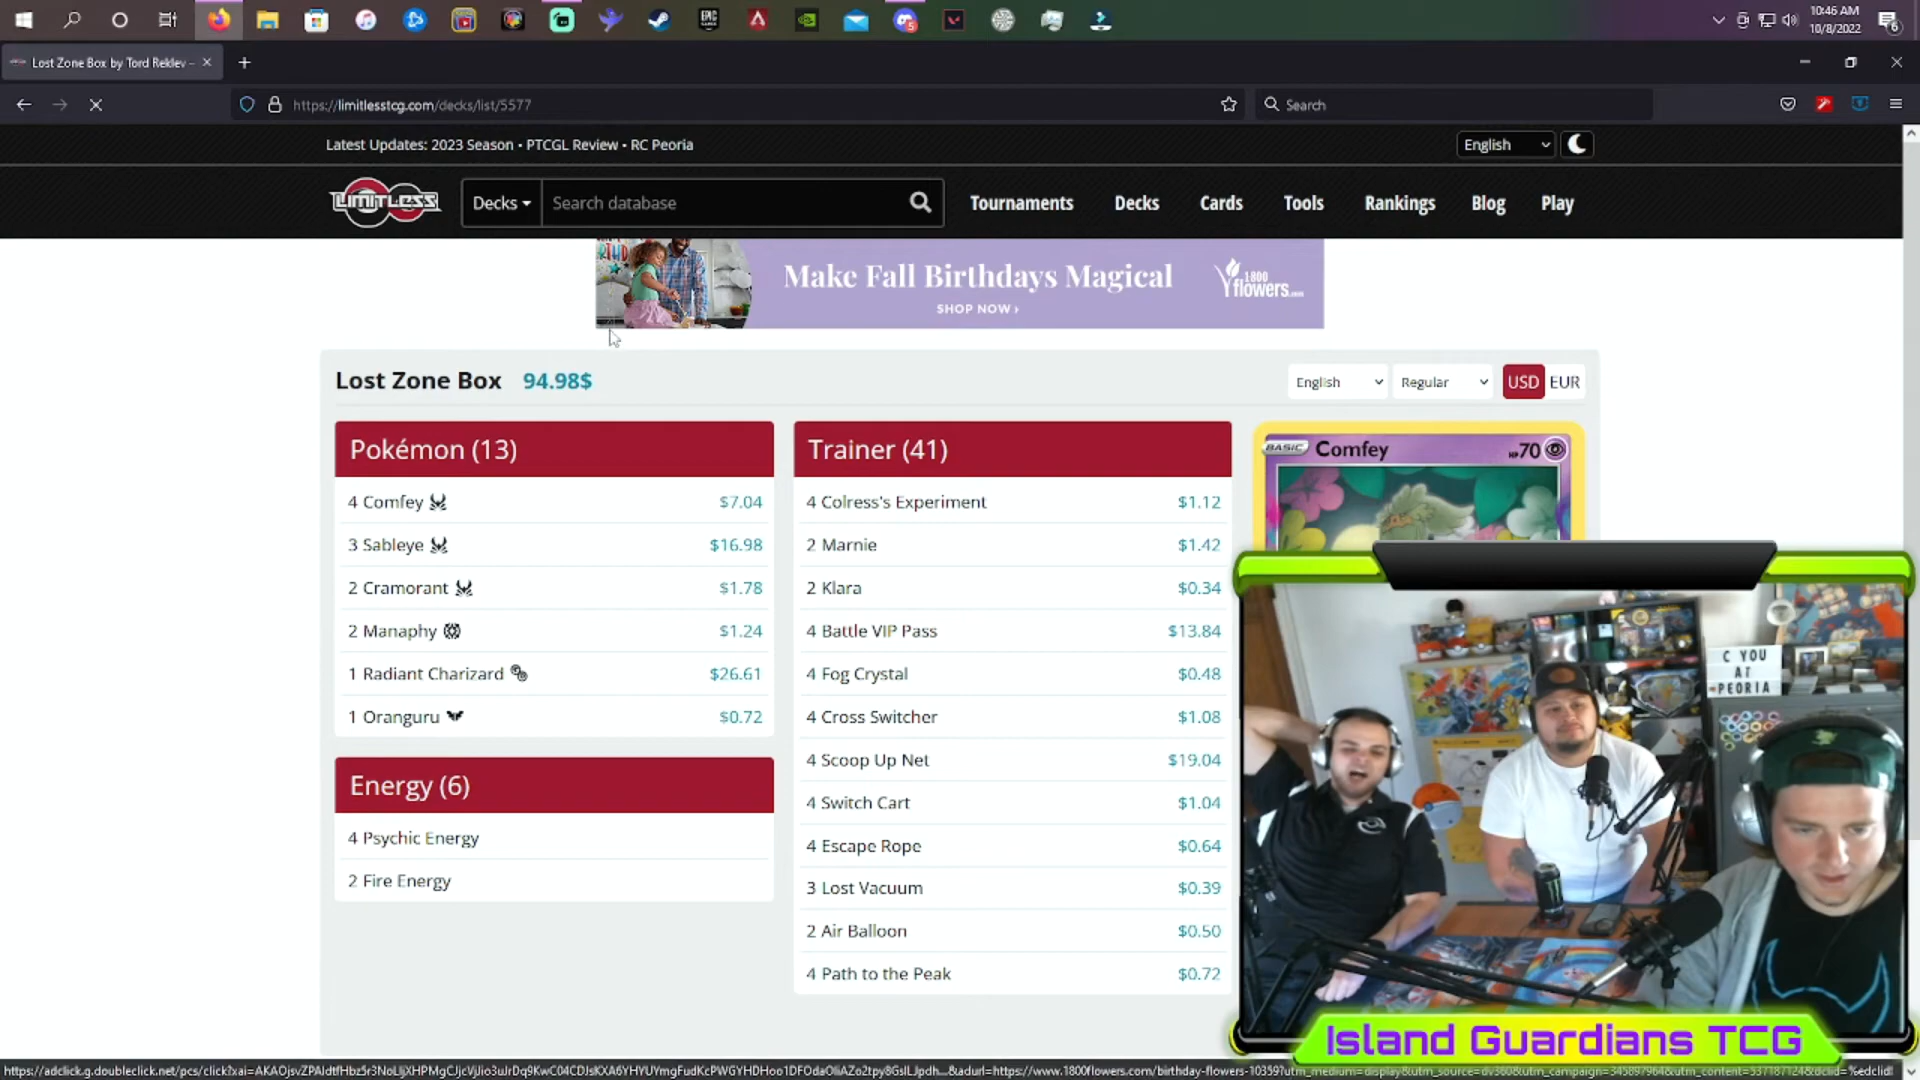 10:46 AM
10/8/2022
Lost Zone Box by Tord Reklev –
https://limitlesstcg.com/decks/list/5577
Search
Latest Updates: 2023 Season • PTCGL Review • RC Peoria
English
LIMITLESS
Decks
Search database
Tournaments
Decks
Cards
Tools
Rankings
Blog
Play
Make Fall Birthdays Magical
SHOP NOW ›
1800
flowers.com
Lost Zone Box 94.98$
English
Regular
USD
EUR
Pokémon (13)
4 Comfey $7.04
3 Sableye $16.98
2 Cramorant $1.78
2 Manaphy $1.24
1 Radiant Charizard $26.61
1 Oranguru $0.72
Energy (6)
4 Psychic Energy
2 Fire Energy
Trainer (41)
4 Colress's Experiment $1.12
2 Marnie $1.42
2 Klara $0.34
4 Battle VIP Pass $13.84
4 Fog Crystal $0.48
4 Cross Switcher $1.08
4 Scoop Up Net $19.04
4 Switch Cart $1.04
4 Escape Rope $0.64
3 Lost Vacuum $0.39
2 Air Balloon $0.50
4 Path to the Peak $0.72
BASIC Comfey HP70
C YOU
AT
PEORIA
Island Guardians TCG